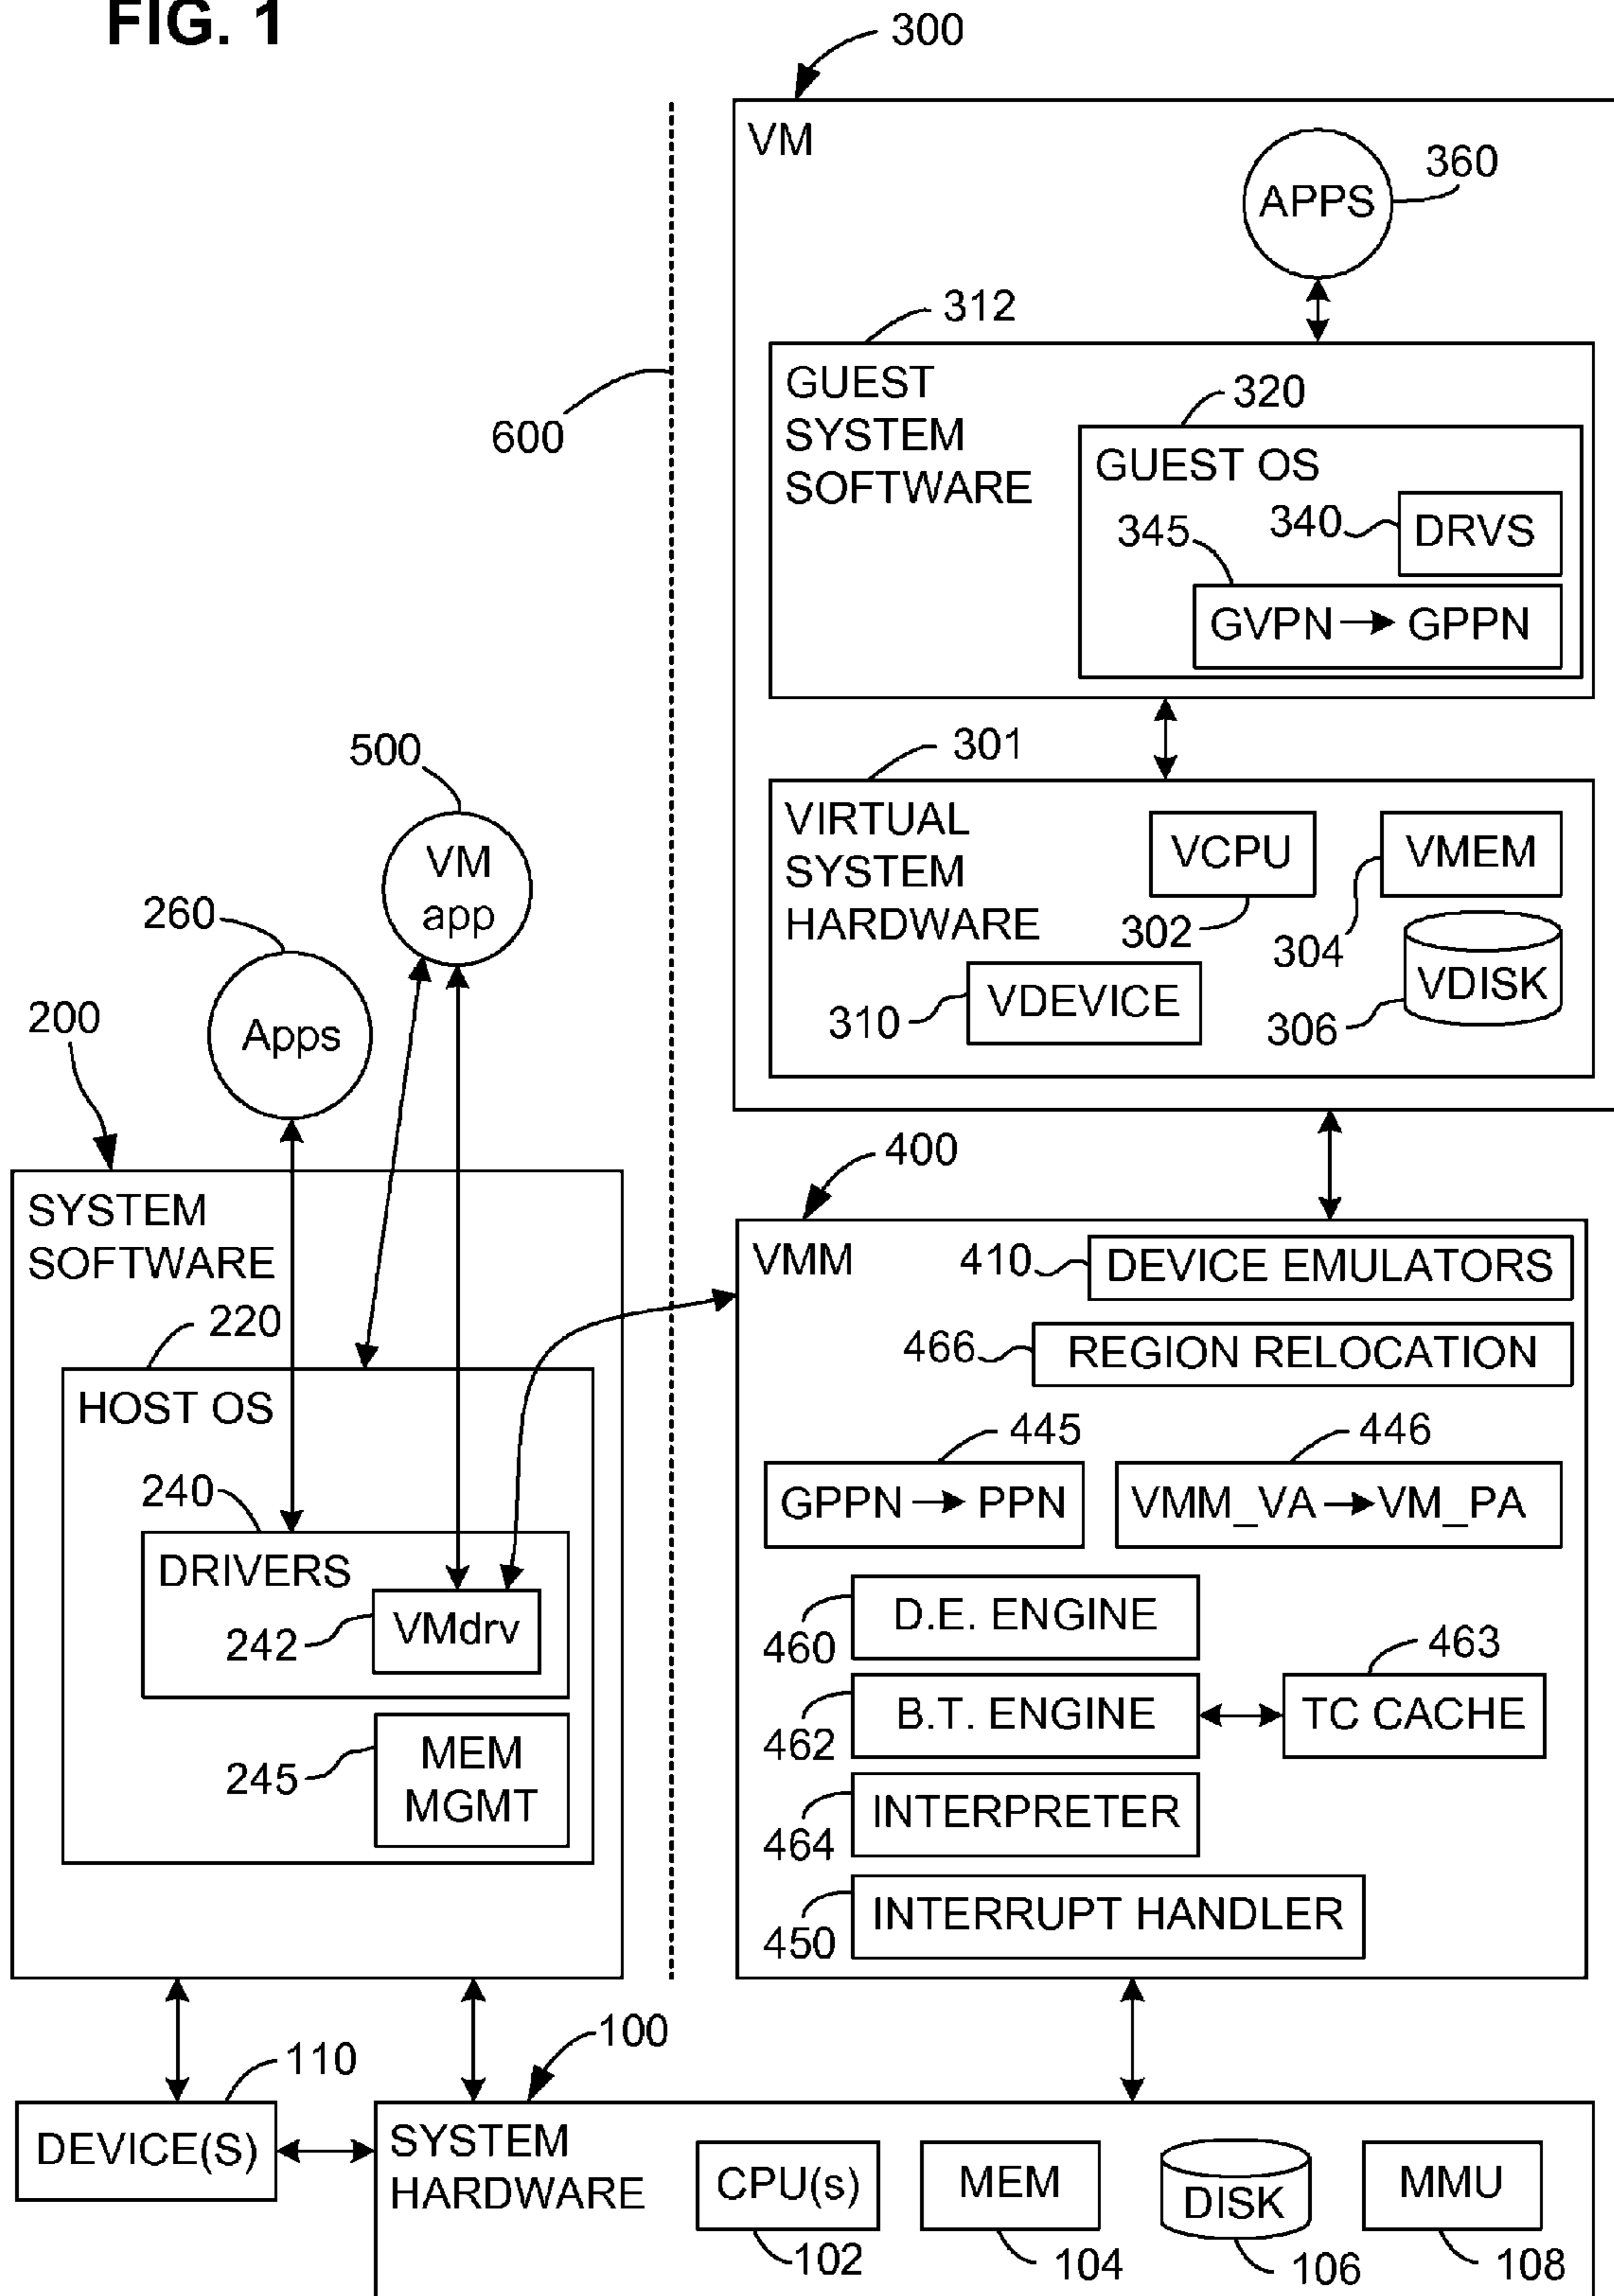 FIG. 1
300
VM
360
APPS
312
GUEST
SYSTEM
SOFTWARE
320
GUEST OS
340
DRVS
345
GVPN → GPPN
600
301
VIRTUAL
SYSTEM
HARDWARE
VCPU
302
VMEM
304
VDISK
306
VDEVICE
310
500
VM
app
260
Apps
200
SYSTEM
SOFTWARE
220
HOST OS
240
DRIVERS
242
VMdrv
245
MEM
MGMT
400
VMM
410
DEVICE EMULATORS
466
REGION RELOCATION
445
GPPN → PPN
446
VMM_VA → VM_PA
D.E. ENGINE
460
463
B.T. ENGINE
462
TC CACHE
INTERPRETER
464
INTERRUPT HANDLER
450
110
DEVICE(S)
100
SYSTEM
HARDWARE
CPU(s)
102
MEM
104
DISK
106
MMU
108